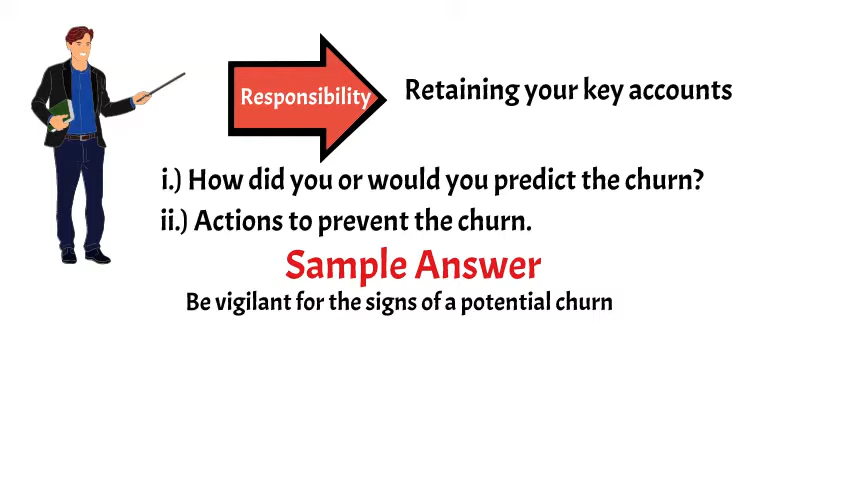 Responsibility
Retaining your key accounts
i.) How did you or would you predict the churn?
ii.) Actions to prevent the churn.
Sample Answer
Be vigilant for the signs of a potential churn